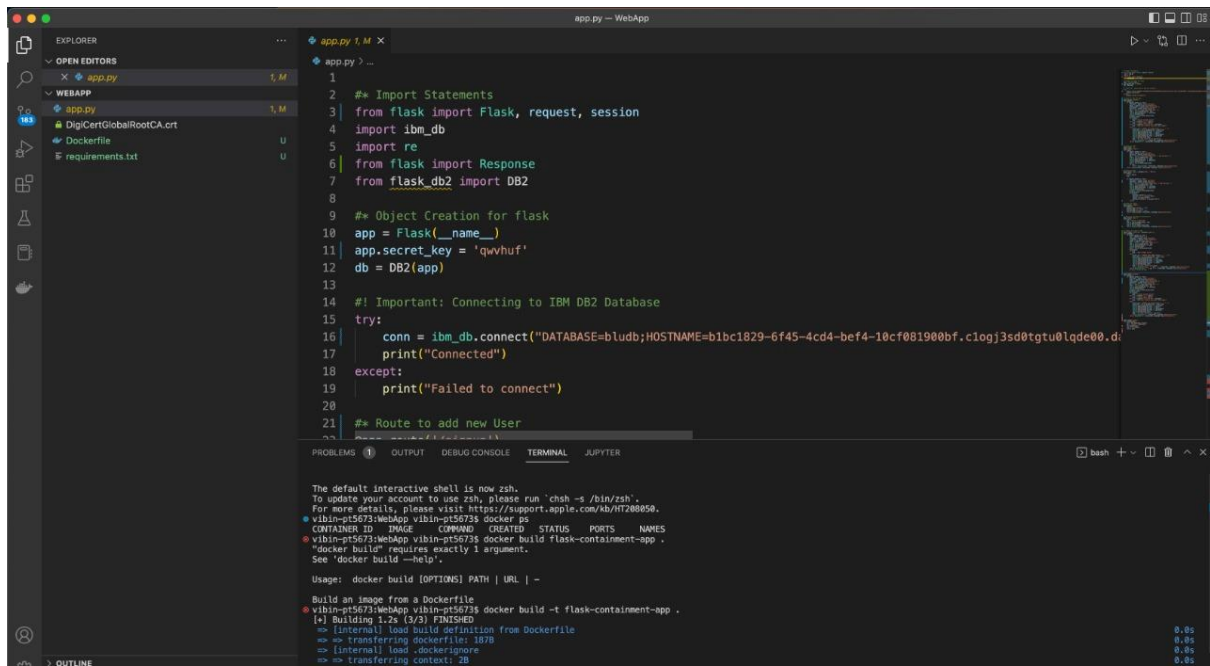 app.py — WebApp
EXPLORER
OPEN EDITORS
app.py 1, M
WEBAPP
app.py 1, M
DigiCertGlobalRootCA.crt
Dockerfile U
requirements.txt U
183
OUTLINE
app.py 1, M
app.py > ...
1
2 #* Import Statements
3 from flask import Flask, request, session
4 import ibm_db
5 import re
6 from flask import Response
7 from flask_db2 import DB2
8
9 #* Object Creation for flask
10 app = Flask(__name__)
11 app.secret_key = 'qwvhuf'
12 db = DB2(app)
13
14 #! Important: Connecting to IBM DB2 Database
15 try:
16 conn = ibm_db.connect("DATABASE=bludb;HOSTNAME=b1bc1829-6f45-4cd4-bef4-10cf081900bf.c1ogj3sd0tgtu0lqde00.da
17 print("Connected")
18 except:
19 print("Failed to connect")
20
21 #* Route to add new User
PROBLEMS 1 OUTPUT DEBUG CONSOLE TERMINAL JUPYTER
bash
The default interactive shell is now zsh.
To update your account to use zsh, please run `chsh -s /bin/zsh`.
For more details, please visit https://support.apple.com/kb/HT208050.
vibin-pt5673:WebApp vibin-pt5673$ docker ps
CONTAINER ID IMAGE COMMAND CREATED STATUS PORTS NAMES
vibin-pt5673:WebApp vibin-pt5673$ docker build flask-containment-app .
"docker build" requires exactly 1 argument.
See 'docker build --help'.
Usage: docker build [OPTIONS] PATH | URL | -
Build an image from a Dockerfile
vibin-pt5673:WebApp vibin-pt5673$ docker build -t flask-containment-app .
[+] Building 1.2s (3/3) FINISHED
=> [internal] load build definition from Dockerfile 0.0s
=> => transferring dockerfile: 187B 0.0s
=> [internal] load .dockerignore 0.0s
=> => transferring context: 2B 0.0s